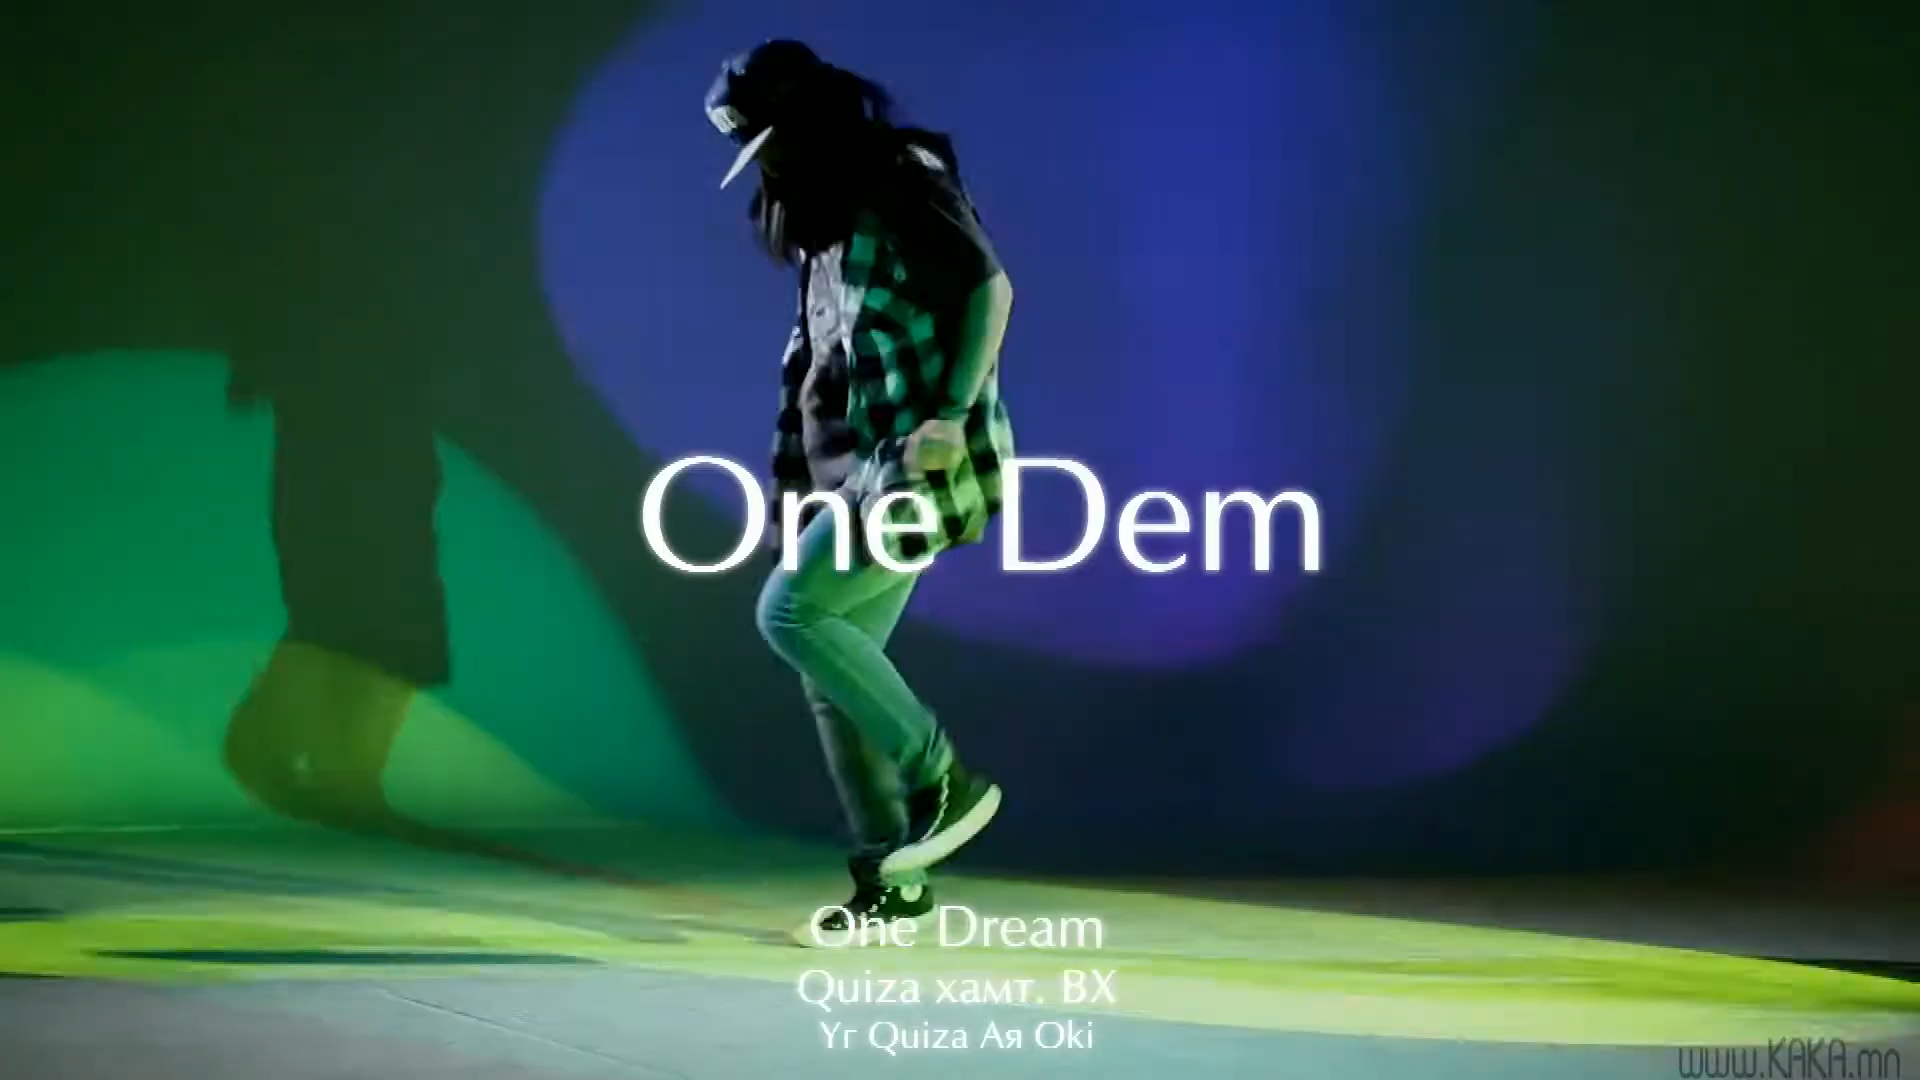 One Dem
One Dream
Quiza хамт. BX
Үг Quiza Ая Oki
www.KAKA.mn